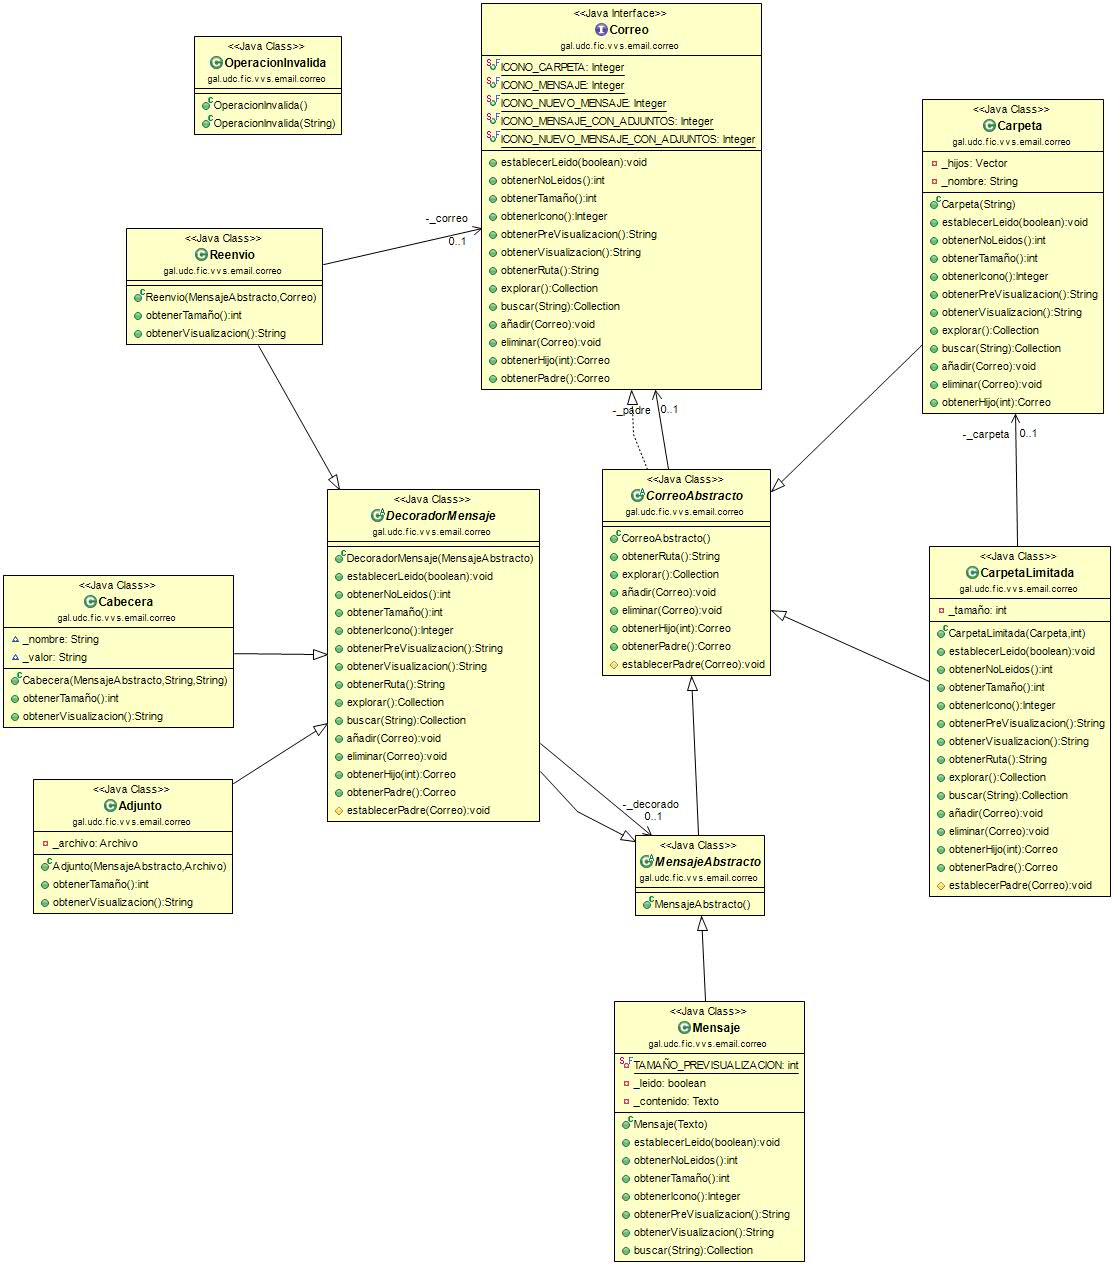 <<Java Class>>
OperacionInvalida
gal.udc.fic.vvs.email.correo
OperacionInvalida()
OperacionInvalida(String)
<<Java Interface>>
Correo
gal.udc.fic.vvs.email.correo
ICONO_CARPETA: Integer
ICONO_MENSAJE: Integer
ICONO_NUEVO_MENSAJE: Integer
ICONO_MENSAJE_CON_ADJUNTOS: Integer
ICONO_NUEVO_MENSAJE_CON_ADJUNTOS: Integer
establecerLeido(boolean):void
obtenerNoLeidos():int
obtenerTamaño():int
obtenerIcono():Integer
obtenerPreVisualizacion():String
obtenerVisualizacion():String
obtenerRuta():String
explorar():Collection
buscar(String):Collection
añadir(Correo):void
eliminar(Correo):void
obtenerHijo(int):Correo
obtenerPadre():Correo
<<Java Class>>
Carpeta
gal.udc.fic.vvs.email.correo
_hijos: Vector
_nombre: String
Carpeta(String)
establecerLeido(boolean):void
obtenerNoLeidos():int
obtenerTamaño():int
obtenerIcono():Integer
obtenerPreVisualizacion():String
obtenerVisualizacion():String
explorar():Collection
buscar(String):Collection
añadir(Correo):void
eliminar(Correo):void
obtenerHijo(int):Correo
<<Java Class>>
Reenvio
gal.udc.fic.vvs.email.correo
Reenvio(MensajeAbstracto,Correo)
obtenerTamaño():int
obtenerVisualizacion():String
-_correo
0..1
-_padre
0..1
-_carpeta
0..1
<<Java Class>>
DecoradorMensaje
gal.udc.fic.vvs.email.correo
DecoradorMensaje(MensajeAbstracto)
establecerLeido(boolean):void
obtenerNoLeidos():int
obtenerTamaño():int
obtenerIcono():Integer
obtenerPreVisualizacion():String
obtenerVisualizacion():String
obtenerRuta():String
explorar():Collection
buscar(String):Collection
añadir(Correo):void
eliminar(Correo):void
obtenerHijo(int):Correo
obtenerPadre():Correo
establecerPadre(Correo):void
<<Java Class>>
CorreoAbstracto
gal.udc.fic.vvs.email.correo
CorreoAbstracto()
obtenerRuta():String
explorar():Collection
añadir(Correo):void
eliminar(Correo):void
obtenerHijo(int):Correo
obtenerPadre():Correo
establecerPadre(Correo):void
<<Java Class>>
CarpetaLimitada
gal.udc.fic.vvs.email.correo
_tamaño: int
CarpetaLimitada(Carpeta,int)
establecerLeido(boolean):void
obtenerNoLeidos():int
obtenerTamaño():int
obtenerIcono():Integer
obtenerPreVisualizacion():String
obtenerVisualizacion():String
obtenerRuta():String
explorar():Collection
buscar(String):Collection
añadir(Correo):void
eliminar(Correo):void
obtenerHijo(int):Correo
obtenerPadre():Correo
establecerPadre(Correo):void
<<Java Class>>
Cabecera
gal.udc.fic.vvs.email.correo
_nombre: String
_valor: String
Cabecera(MensajeAbstracto,String,String)
obtenerTamaño():int
obtenerVisualizacion():String
<<Java Class>>
Adjunto
gal.udc.fic.vvs.email.correo
_archivo: Archivo
Adjunto(MensajeAbstracto,Archivo)
obtenerTamaño():int
obtenerVisualizacion():String
-_decorado
0..1
<<Java Class>>
MensajeAbstracto
gal.udc.fic.vvs.email.correo
MensajeAbstracto()
<<Java Class>>
Mensaje
gal.udc.fic.vvs.email.correo
TAMAÑO_PREVISUALIZACION: int
_leido: boolean
_contenido: Texto
Mensaje(Texto)
establecerLeido(boolean):void
obtenerNoLeidos():int
obtenerTamaño():int
obtenerIcono():Integer
obtenerPreVisualizacion():String
obtenerVisualizacion():String
buscar(String):Collection